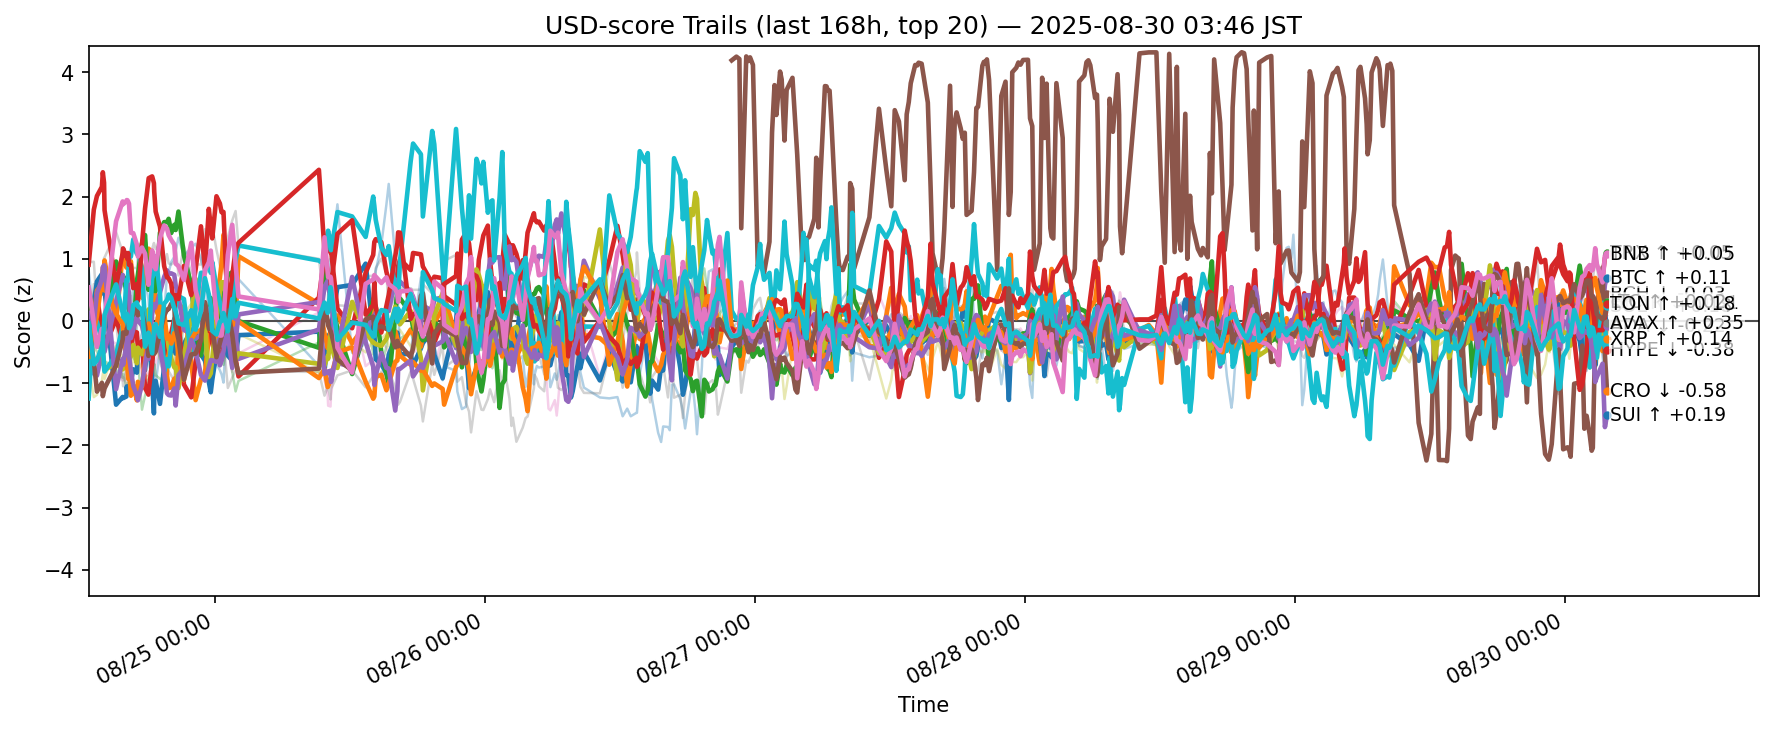 USD-score Trails (last 168h, top 20) — 2025-08-30 03:46 JST
Score (z)
4
3
2
1
0
−1
−2
−3
−4
BNB ↑ +0.05
BTC ↑ +0.11
TON ↑ +0.18
AVAX ↑ +0.35
XRP ↑ +0.14
HYPE ↓ -0.38
CRO ↓ -0.58
SUI ↑ +0.19
08/25 00:00
08/26 00:00
08/27 00:00
08/28 00:00
08/29 00:00
08/30 00:00
Time